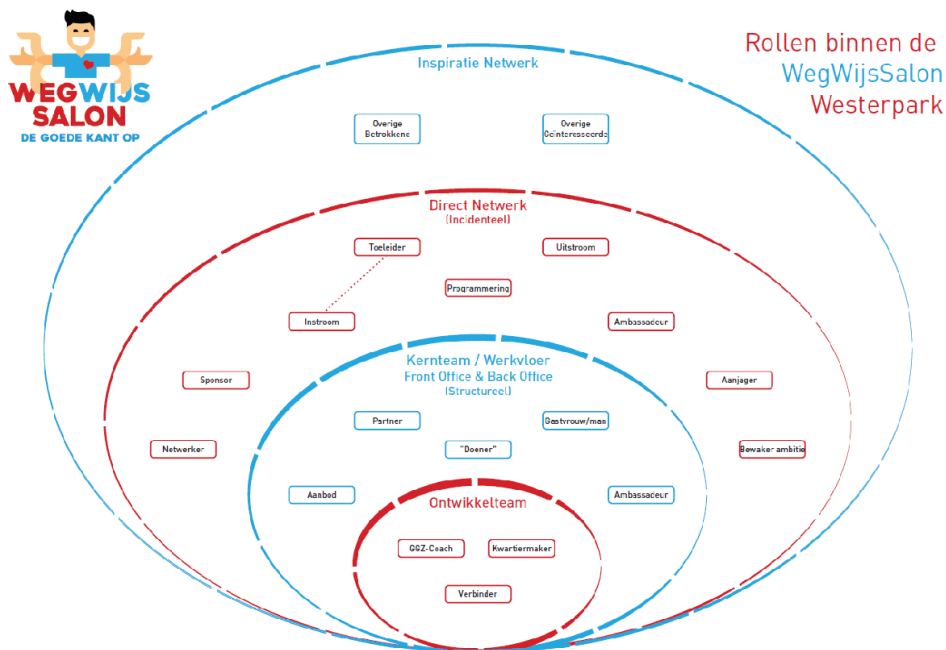 WEGWIJS
SALON
DE GOEDE KANT OP
Rollen binnen de
WegWijsSalon
Westerpark
Inspiratie Netwerk
Overige
Betrokkene
Overige
Geïnteresseerde
Direct Netwerk
(Incidenteel)
Toeleider
Uitstroom
Programmering
Instroom
Ambassadeur
Kernteam / Werkvloer
Front Office & Back Office
(Structureel)
Sponsor
Aanjager
Partner
Gastvrouw/man
Netwerker
"Doener"
Bewaker ambitie
Aanbod
Ambassadeur
Ontwikkelteam
GGZ-Coach
Kwartiermaker
Verbinder